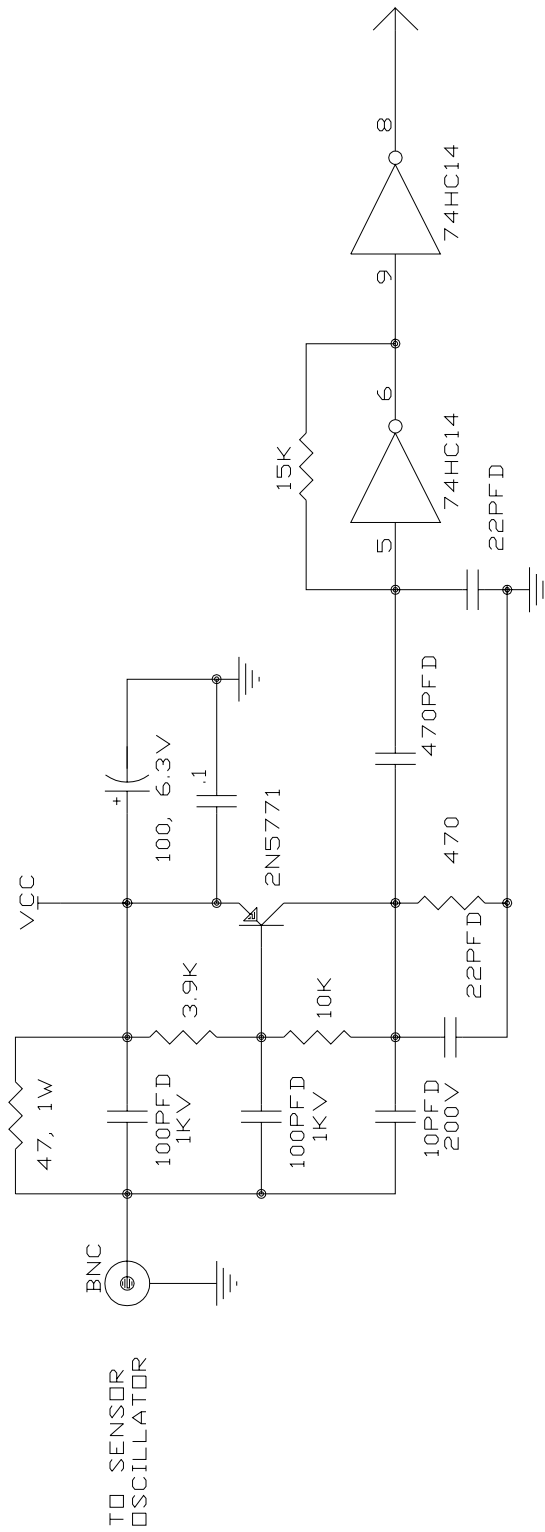 TO SENSOR
OSCILLATOR
BNC
47, 1W
100PFD
1KV
100PFD
1KV
10PFD
200V
3.9K
10K
22PFD
VCC
+
100, 6.3V
.1
2N5771
470
470PFD
15K
5
6
74HC14
22PFD
9
8
74HC14